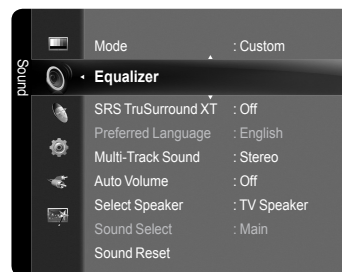 Sound
Mode : Custom
Equalizer
SRS TruSurround XT : Off
Preferred Language : English
Multi-Track Sound : Stereo
Auto Volume : Off
Select Speaker : TV Speaker
Sound Select : Main
Sound Reset